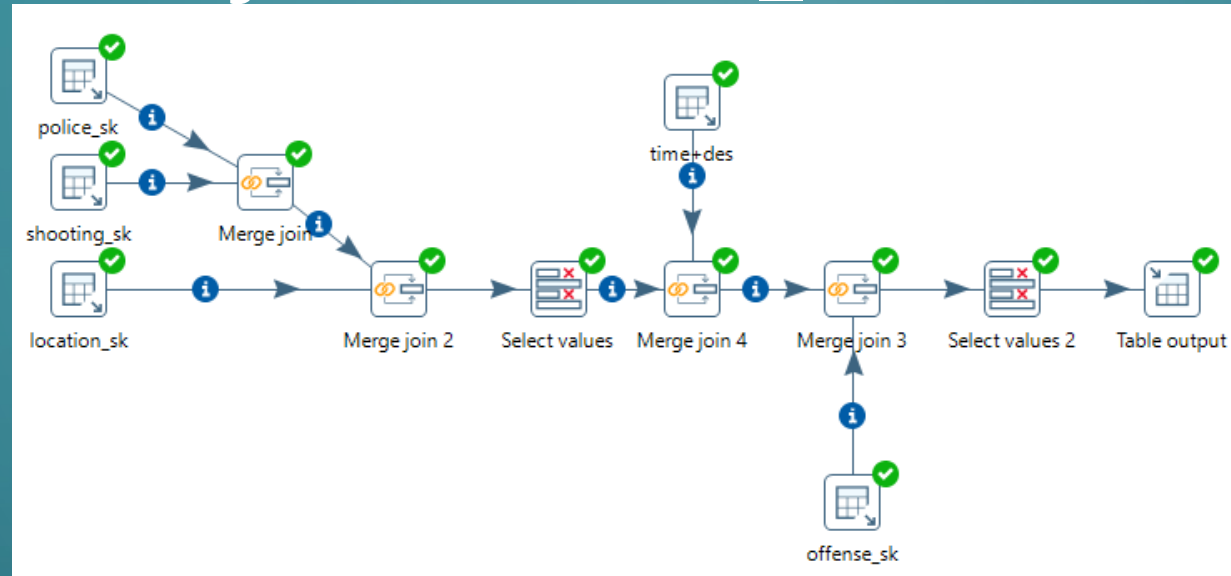 police_sk
time+des
shooting_sk
Merge join
location_sk
Merge join 2
Select values
Merge join 4
Merge join 3
Select values 2
Table output
offense_sk